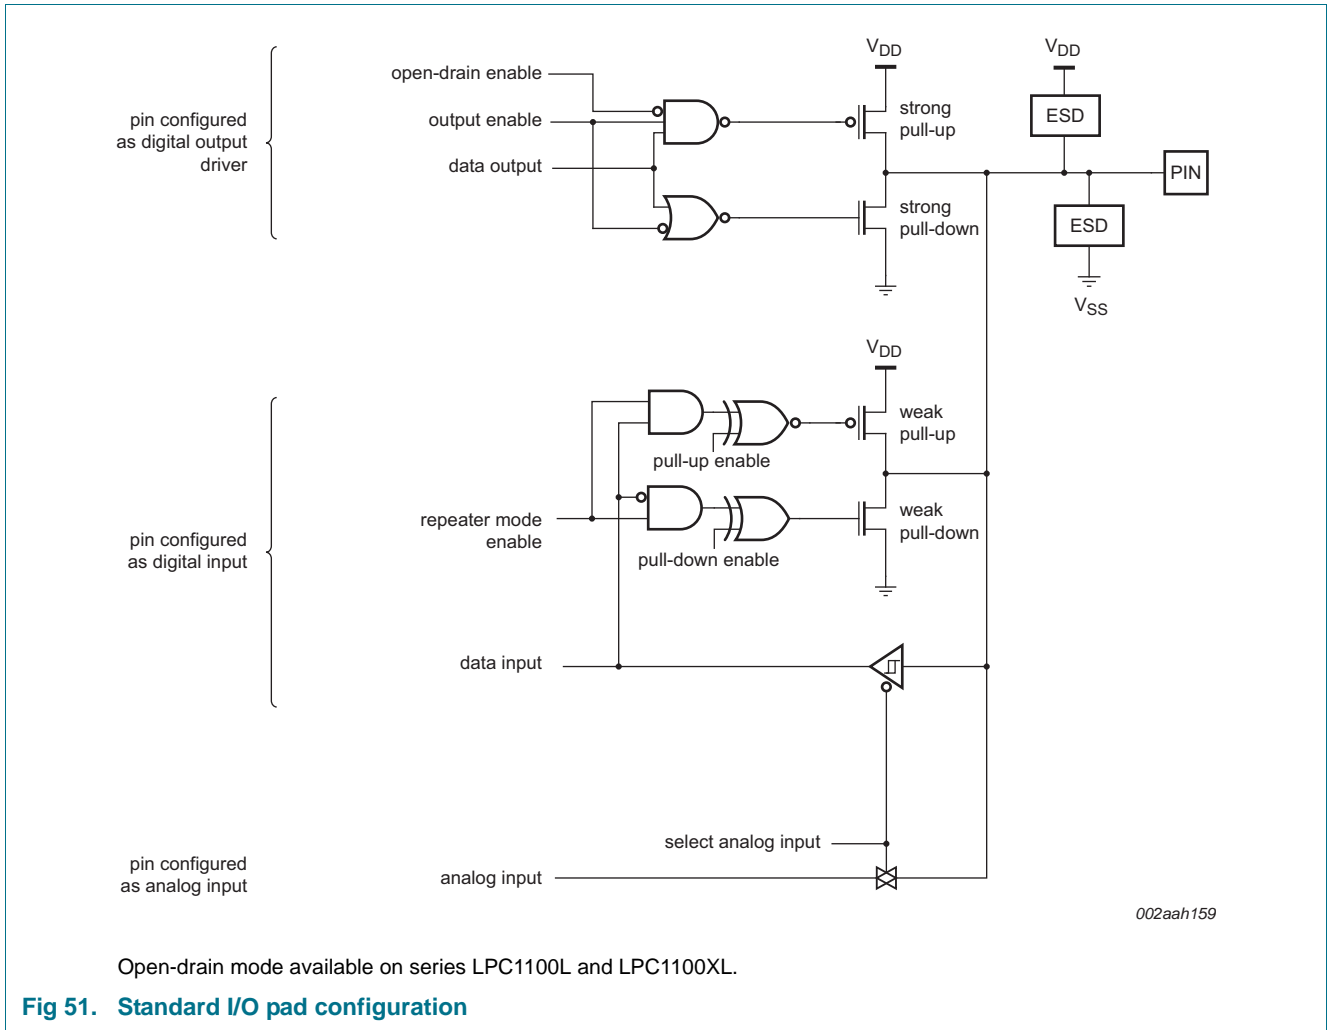 VDD
VDD
open-drain enable
strong
pull-up
ESD
pin configured
as digital output
driver
output enable
data output
PIN
strong
pull-down
ESD
VSS
VDD
weak
pull-up
pull-up enable
repeater mode
enable
weak
pull-down
pin configured
as digital input
pull-down enable
data input
select analog input
pin configured
as analog input
analog input
002aah159
Open-drain mode available on series LPC1100L and LPC1100XL.
Fig 51. Standard I/O pad configuration